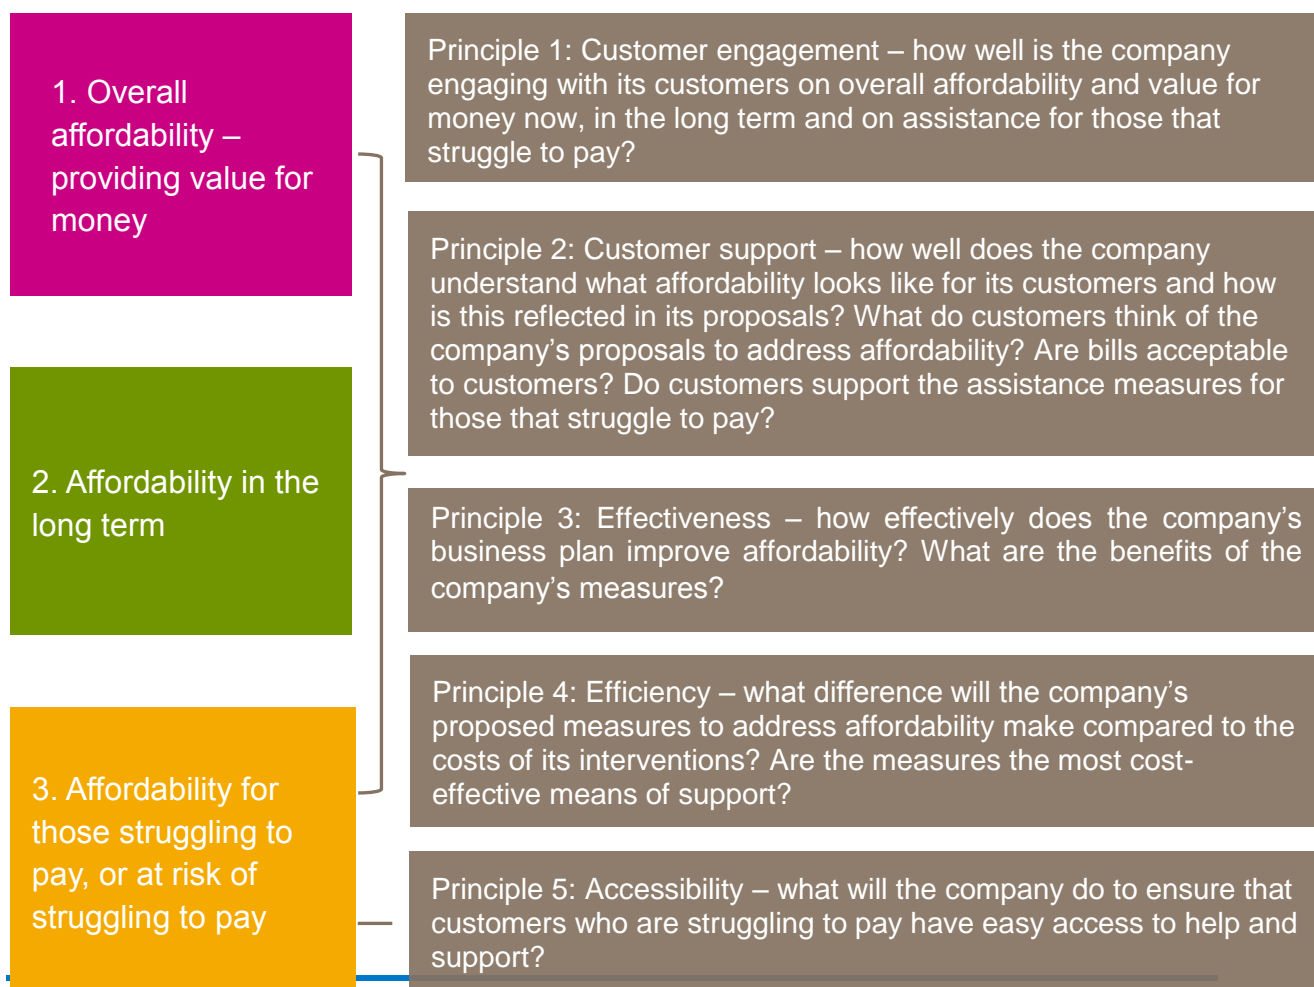 1. Overall
affordability –
providing value for
money
2. Affordability in the
long term
3. Affordability for
those struggling to
pay, or at risk of
struggling to pay
Principle 1: Customer engagement – how well is the company
engaging with its customers on overall affordability and value for
money now, in the long term and on assistance for those that
struggle to pay?
Principle 2: Customer support – how well does the company
understand what affordability looks like for its customers and how
is this reflected in its proposals? What do customers think of the
company’s proposals to address affordability? Are bills acceptable
to customers? Do customers support the assistance measures for
those that struggle to pay?
Principle 3: Effectiveness – how effectively does the company’s
business plan improve affordability? What are the benefits of the
company’s measures?
Principle 4: Efficiency – what difference will the company’s
proposed measures to address affordability make compared to the
costs of its interventions? Are the measures the most cost-
effective means of support?
Principle 5: Accessibility – what will the company do to ensure that
customers who are struggling to pay have easy access to help and
support?